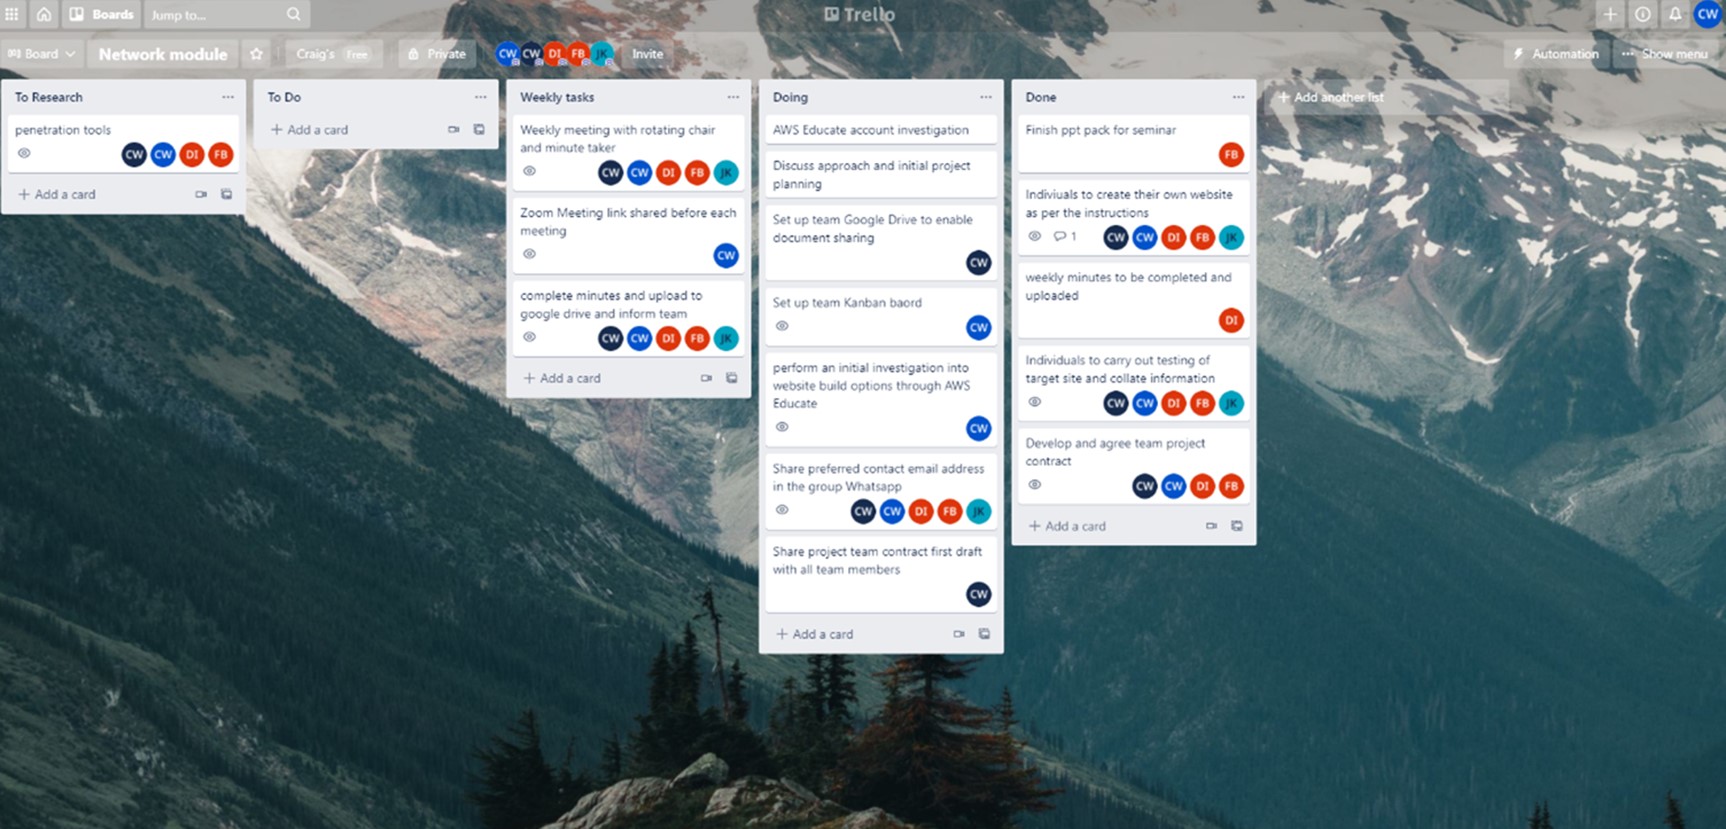 Boards
Jump to...
Trello
CW
Board
Network module
Craig's Free
Private
CW CW DI FB JK
Invite
Automation
Show menu
To Research
penetration tools
CW CW DI FB
+ Add a card
To Do
+ Add a card
Weekly tasks
Weekly meeting with rotating chair
and minute taker
CW CW DI FB JK
Zoom Meeting link shared before each
meeting
CW
complete minutes and upload to
google drive and inform team
CW CW DI FB JK
+ Add a card
Doing
AWS Educate account investigation
Discuss approach and initial project
planning
Set up team Google Drive to enable
document sharing
CW
Set up team Kanban baord
CW
perform an initial investigation into
website build options through AWS
Educate
CW
Share preferred contact email address
in the group Whatsapp
CW CW DI FB JK
Share project team contract first draft
with all team members
CW
+ Add a card
Done
Finish ppt pack for seminar
FB
Indiviuals to create their own website
as per the instructions
1 CW CW DI FB JK
weekly minutes to be completed and
uploaded
DI
Individuals to carry out testing of
target site and collate information
CW CW DI FB JK
Develop and agree team project
contract
CW CW DI FB
+ Add a card
+ Add another list